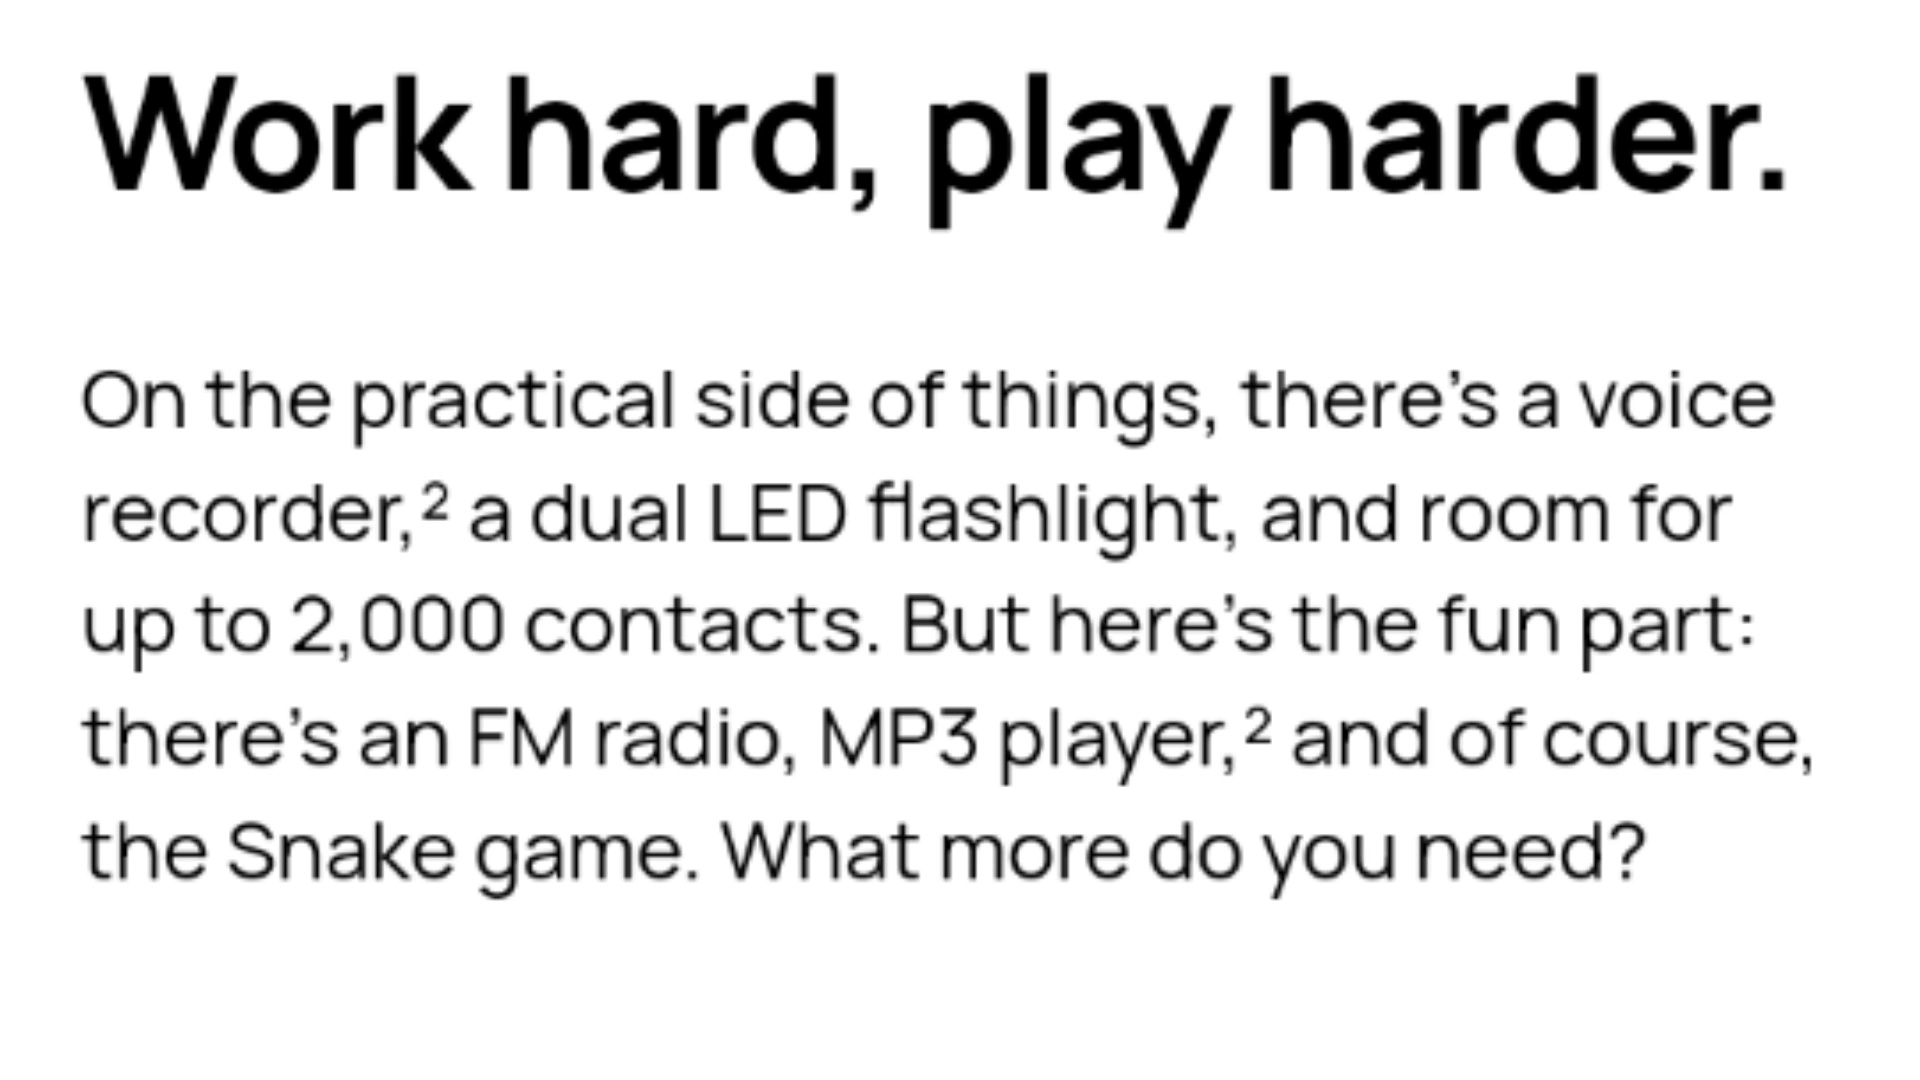 Work hard, play harder.
On the practical side of things, there’s a voice
recorder,² a dual LED flashlight, and room for
up to 2,000 contacts. But here’s the fun part:
there’s an FM radio, MP3 player,² and of course,
the Snake game. What more do you need?